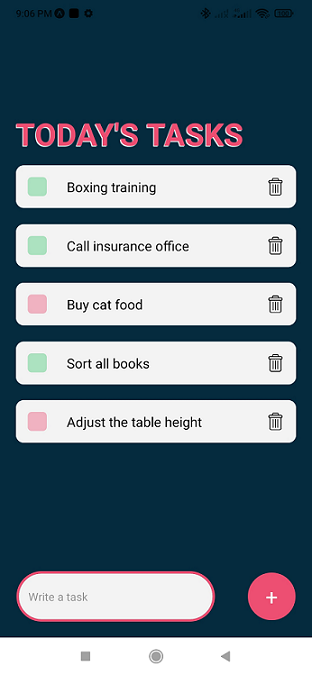 9:06 PM
TODAY'S TASKS
Boxing training
Call insurance office
Buy cat food
Sort all books
Adjust the table height
Write a task
+